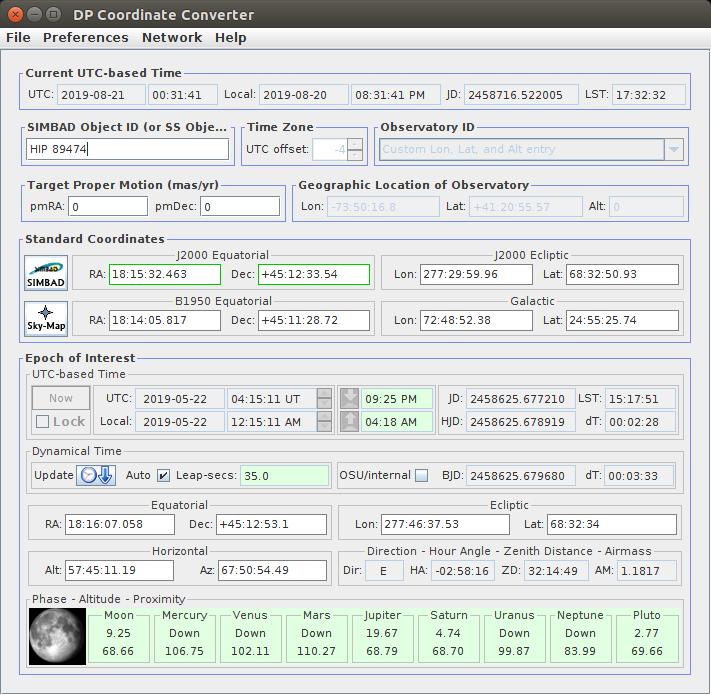 DP Coordinate Converter
File Preferences Network Help
Current UTC-based Time
UTC: 2019-08-21 00:31:41 Local: 2019-08-20 08:31:41 PM JD: 2458716.522005 LST: 17:32:32
SIMBAD Object ID (or SS Obje... Time Zone Observatory ID
HIP 89474 UTC offset: -4 Custom Lon, Lat, and Alt entry
Target Proper Motion (mas/yr) Geographic Location of Observatory
pmRA: 0 pmDec: 0 Lon: -73:50:16.8 Lat: +41:20:55.57 Alt: 0
Standard Coordinates
J2000 Equatorial J2000 Ecliptic
SIMBAD RA: 18:15:32.463 Dec: +45:12:33.54 Lon: 277:29:59.96 Lat: 68:32:50.93
SIMBAD
B1950 Equatorial Galactic
Sky-Map RA: 18:14:05.817 Dec: +45:11:28.72 Lon: 72:48:52.38 Lat: 24:55:25.74
Epoch of Interest
UTC-based Time
Now UTC: 2019-05-22 04:15:11 UT 09:25 PM JD: 2458625.677210 LST: 15:17:51
Lock Local: 2019-05-22 12:15:11 AM 04:18 AM HJD: 2458625.678919 dT: 00:02:28
Dynamical Time
Update Auto Leap-secs: 35.0 OSU/internal BJD: 2458625.679680 dT: 00:03:33
Equatorial Ecliptic
RA: 18:16:07.058 Dec: +45:12:53.1 Lon: 277:46:37.53 Lat: 68:32:34
Horizontal Direction - Hour Angle - Zenith Distance - Airmass
Alt: 57:45:11.19 Az: 67:50:54.49 Dir: E HA: -02:58:16 ZD: 32:14:49 AM: 1.1817
Phase - Altitude - Proximity
Moon Mercury Venus Mars Jupiter Saturn Uranus Neptune Pluto
9.25 Down Down Down 19.67 4.74 Down Down 2.77
68.66 106.75 102.11 110.27 68.79 68.70 99.87 83.99 69.66